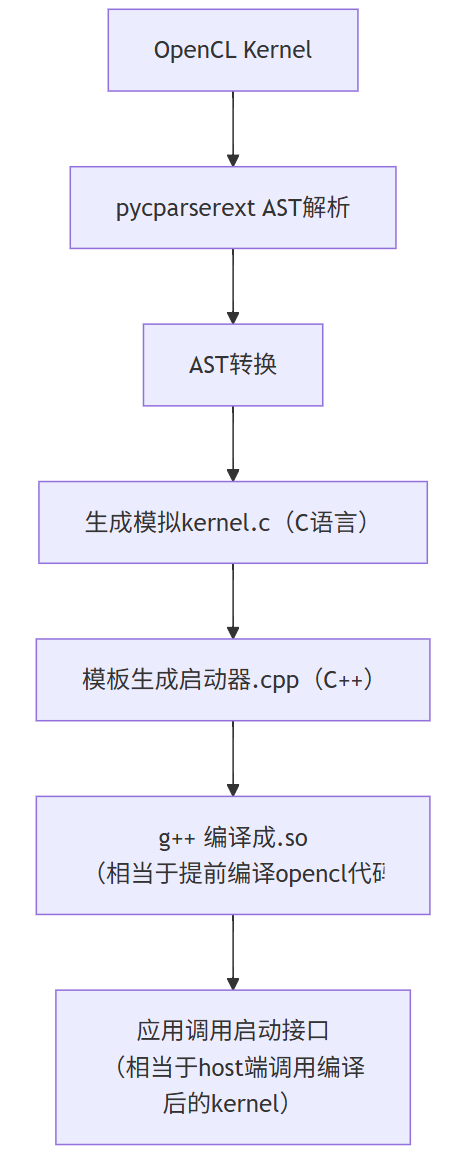 OpenCL Kernel
pycparserext AST解析
AST转换
生成模拟kernel.c（C语言）
模板生成启动器.cpp（C++）
g++ 编译成.so
（相当于提前编译opencl代码
应用调用启动接口
（相当于host端调用编译
后的kernel）